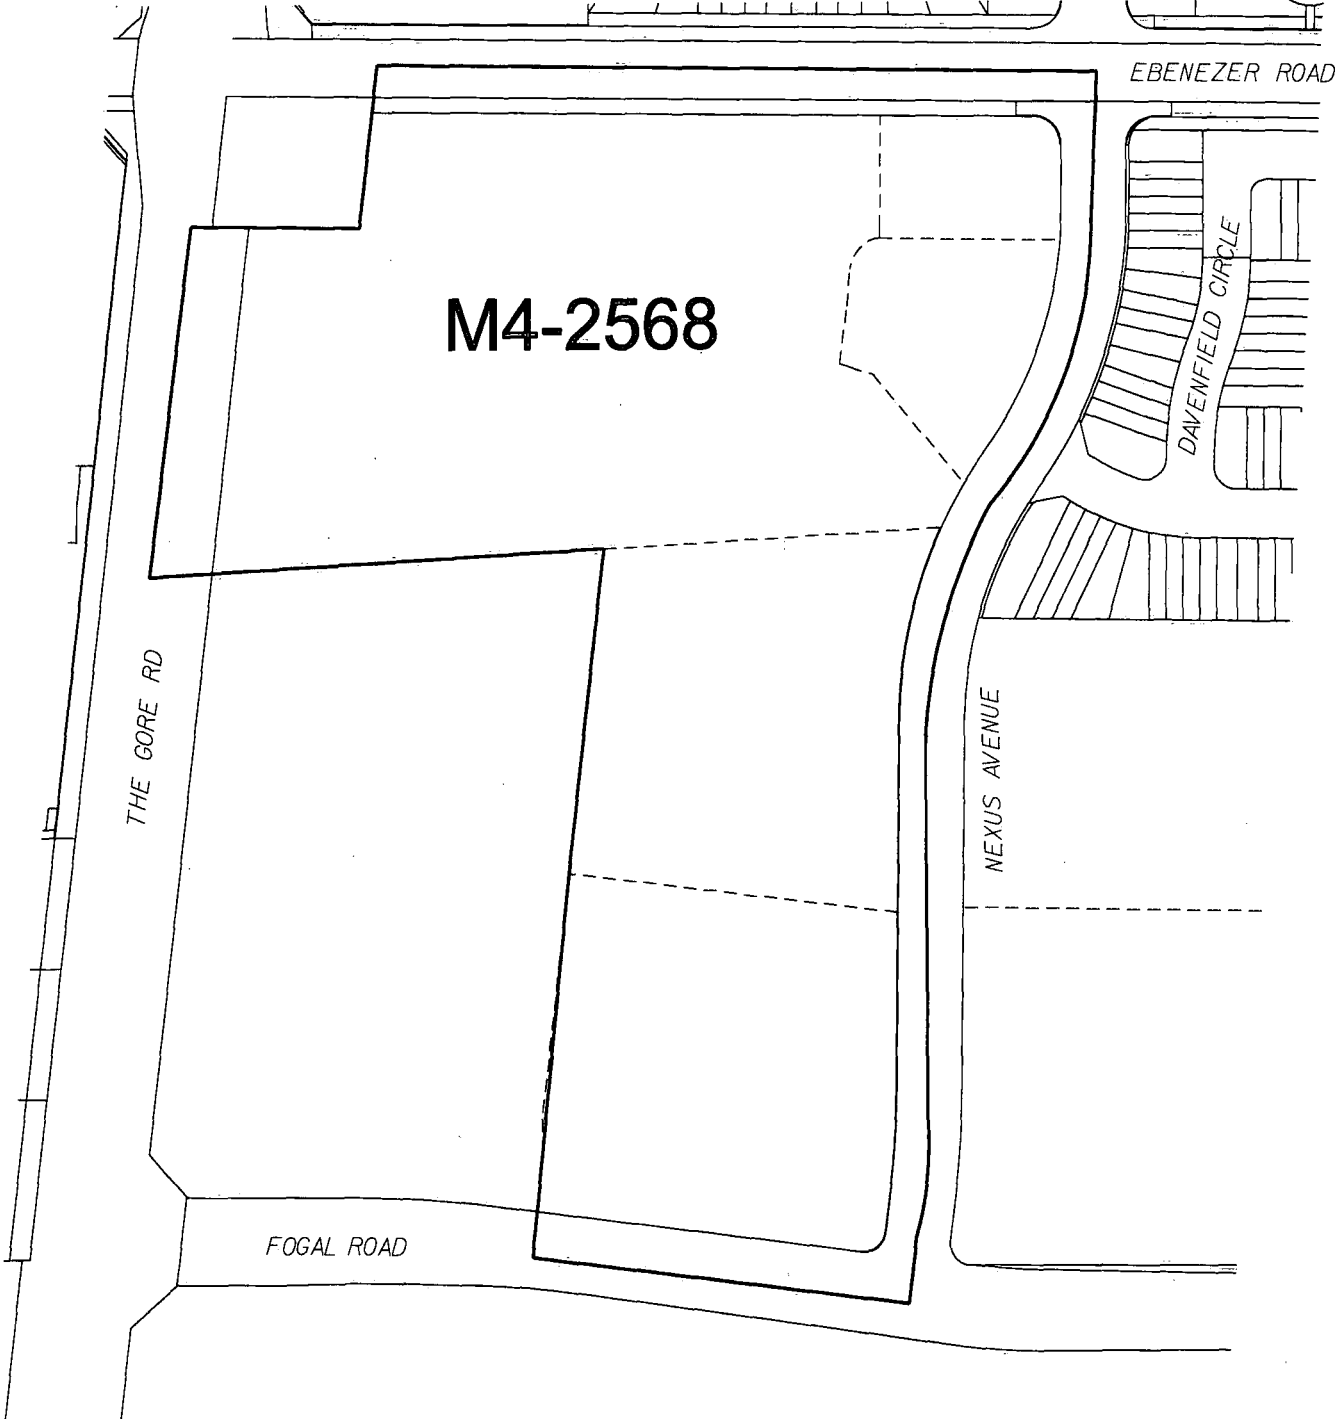 EBENEZER ROAD
M4-2568
DAVENFIELD CIRCLE
THE GORE RD
NEXUS AVENUE
FOGAL ROAD